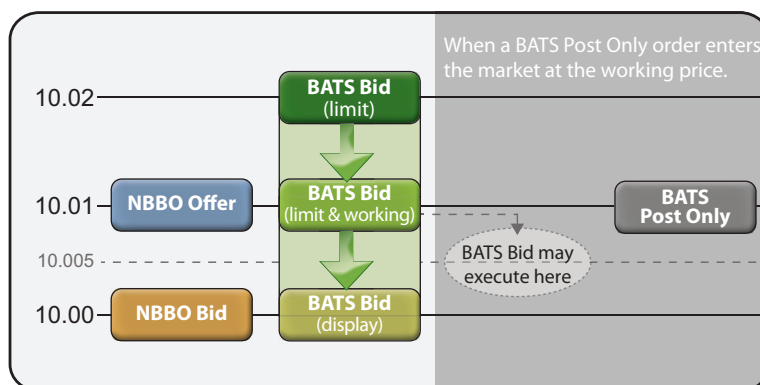 When a BATS Post Only order enters
the market at the working price.
10.02
BATS Bid
(limit)
10.01
NBBO Offer
BATS Bid
(limit & working)
BATS
Post Only
10.005
BATS Bid may
execute here
10.00
NBBO Bid
BATS Bid
(display)